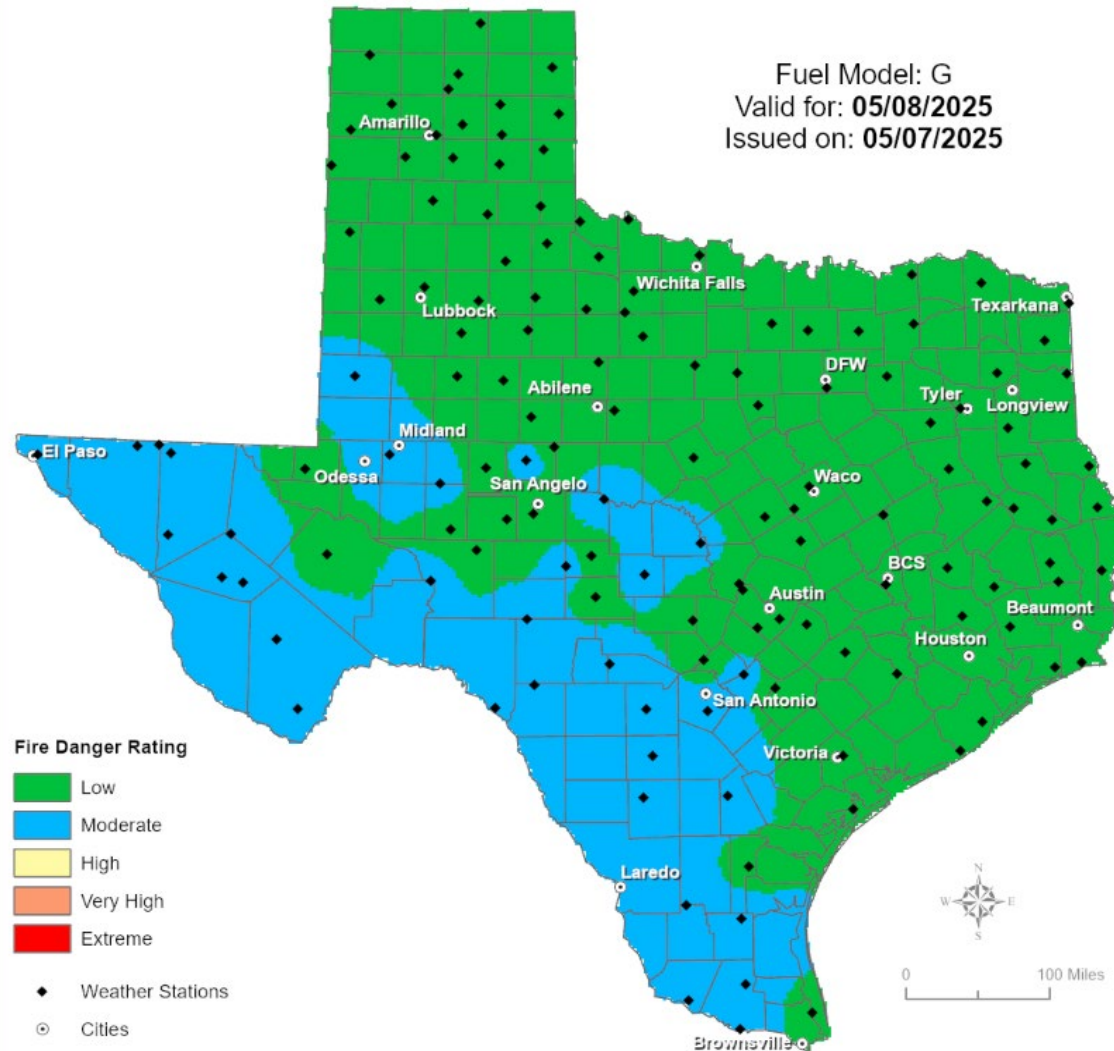 Fuel Model: G
Valid for: 05/08/2025
Issued on: 05/07/2025
Amarillo
Wichita Falls
Lubbock
Texarkana
DFW
Abilene
Tyler
Longview
Midland
El Paso
Odessa
San Angelo
Waco
BCS
Austin
Beaumont
Houston
San Antonio
Victoria
Laredo
Brownsville
Fire Danger Rating
Low
Moderate
High
Very High
Extreme
Weather Stations
Cities
N
W E
S
0 100 Miles